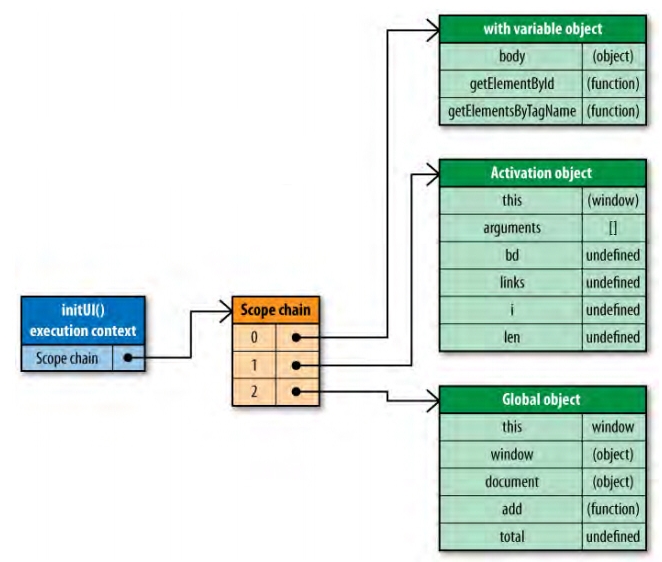 with variable object
body (object)
getElementById (function)
getElementsByTagName (function)
Activation object
this (window)
arguments []
bd undefined
links undefined
i undefined
len undefined
initUI()
execution context
Scope chain
Scope chain
0
1
2
Global object
this window
window (object)
document (object)
add (function)
total undefined